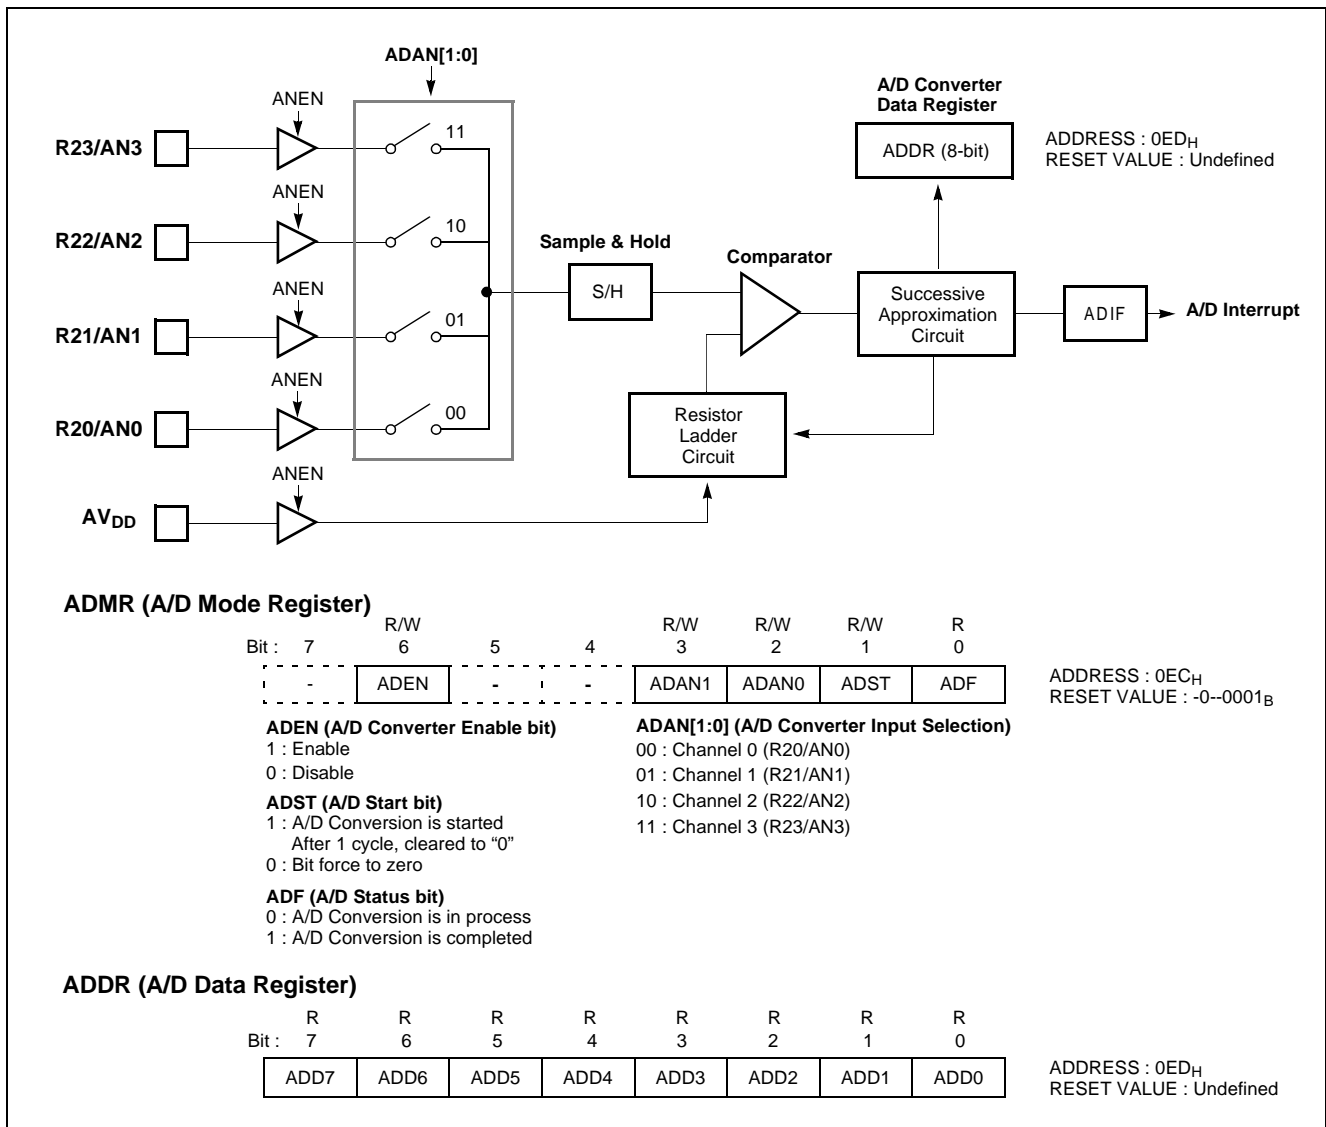 ADAN[1:0]
ANEN
R23/AN3
11
ANEN
R22/AN2
10
ANEN
R21/AN1
01
ANEN
R20/AN0
00
ANEN
AVDD
Sample & Hold
S/H
Comparator
Resistor
Ladder
Circuit
Successive
Approximation
Circuit
A/D Converter
Data Register
ADDR (8-bit)
ADDRESS : 0EDH
RESET VALUE : Undefined
ADIF
A/D Interrupt
ADMR (A/D Mode Register)
R/W R/W R/W R/W R
Bit : 7 6 5 4 3 2 1 0
- ADEN - - ADAN1 ADAN0 ADST ADF
ADDRESS : 0ECH
RESET VALUE : -0--0001B
ADEN (A/D Converter Enable bit)
1 : Enable
0 : Disable
ADST (A/D Start bit)
1 : A/D Conversion is started
After 1 cycle, cleared to “0”
0 : Bit force to zero
ADF (A/D Status bit)
0 : A/D Conversion is in process
1 : A/D Conversion is completed
ADAN[1:0] (A/D Converter Input Selection)
00 : Channel 0 (R20/AN0)
01 : Channel 1 (R21/AN1)
10 : Channel 2 (R22/AN2)
11 : Channel 3 (R23/AN3)
ADDR (A/D Data Register)
R R R R R R R R
Bit : 7 6 5 4 3 2 1 0
ADD7 ADD6 ADD5 ADD4 ADD3 ADD2 ADD1 ADD0
ADDRESS : 0EDH
RESET VALUE : Undefined